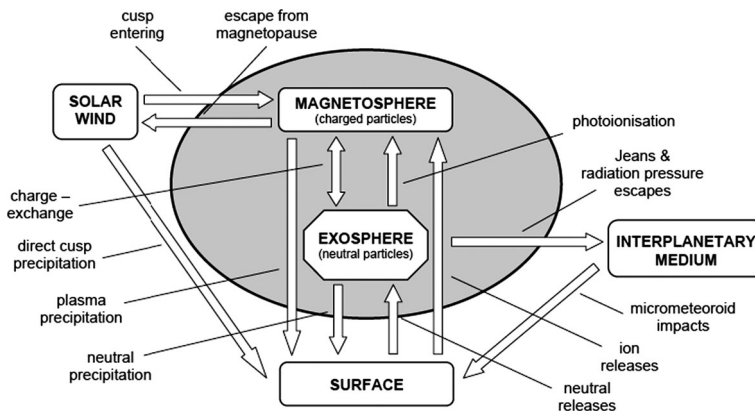 cusp
entering
escape from
magnetopause
SOLAR
WIND
MAGNETOSPHERE
(charged particles)
photoionisation
Jeans &
radiation pressure
escapes
charge –
exchange
EXOSPHERE
(neutral particles)
INTERPLANETARY
MEDIUM
direct cusp
precipitation
plasma
precipitation
micrometeoroid
impacts
neutral
precipitation
ion
releases
SURFACE
neutral
releases